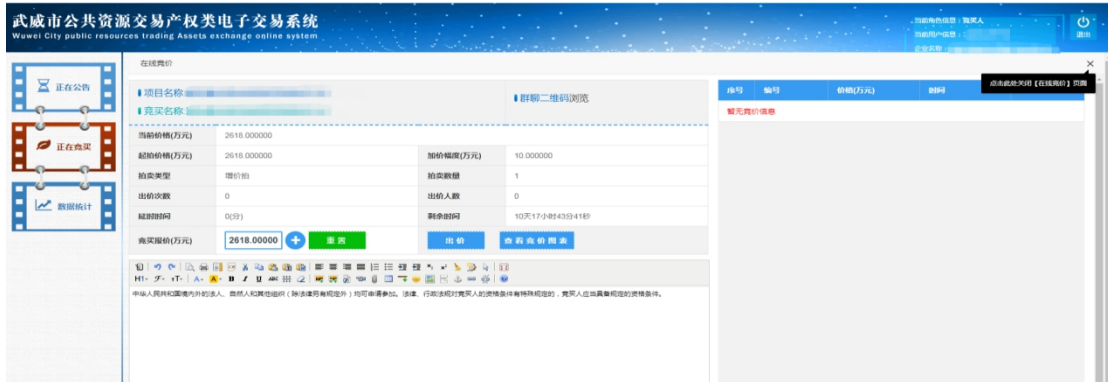 武威市公共资源交易产权类电子交易系统
Wuwei City public resources trading Assets exchange online system
当前角色信息：竞买人
当前用户信息：
企业名称
退出
在线竞价
点击此处关闭【在线竞价】页面
正在公告
正在竞买
数据统计
项目名称
竞买名称:
群聊二维码浏览
序号 编号 价格(万元) 时间
暂无竞价信息
当前价格(万元) 2618.000000
起拍价格(万元) 2618.000000 加价幅度(万元) 10.000000
拍卖类型 增价拍 拍卖数量 1
出价次数 0 出价人数 0
延时时间 0(分) 剩余时间 10天17小时43分41秒
竞买报价(万元) 2618.00000 重置 出价 查看竞价图表
中华人民共和国境内外的法人、自然人和其他组织（除法律另有规定外）均可申请参加。法律、行政法规对竞买人的资格条件有特殊规定的，竞买人应当具备规定的资格条件。